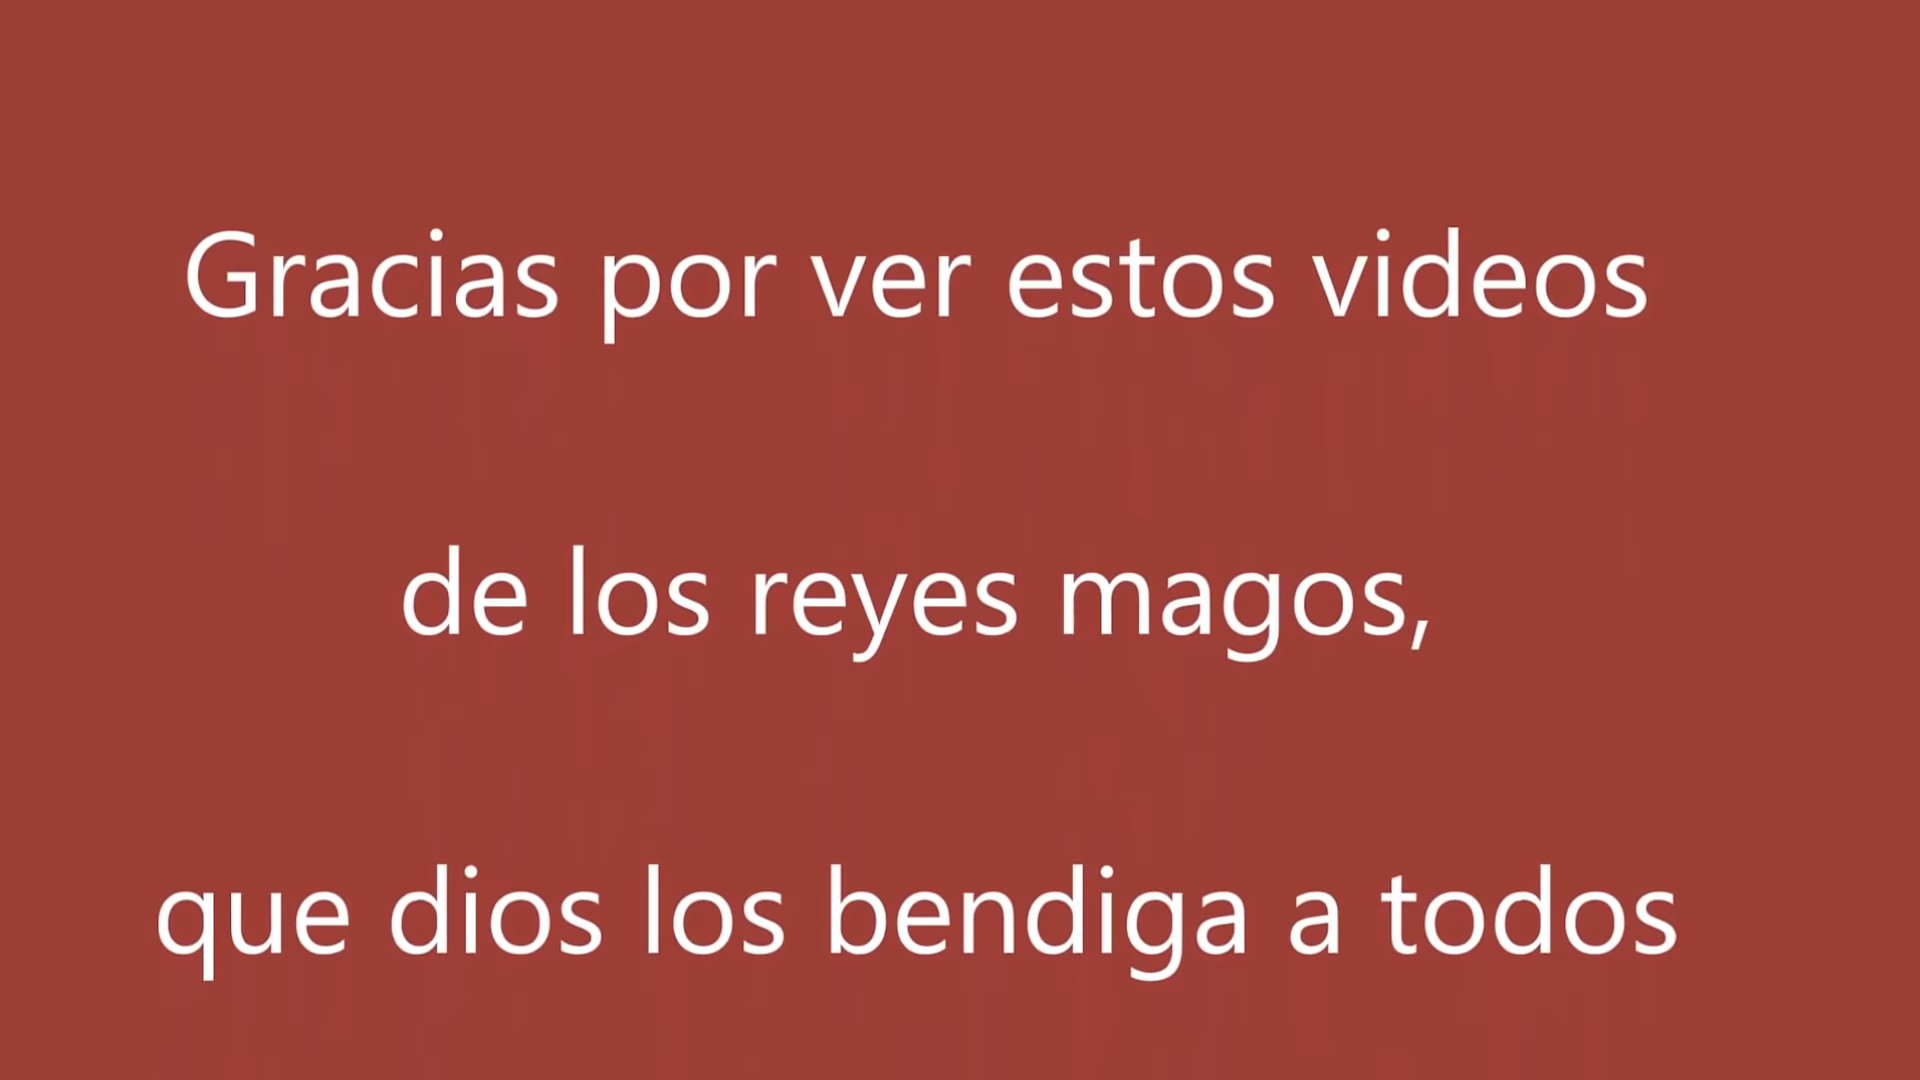 Gracias por ver estos videos
de los reyes magos,
que dios los bendiga a todos